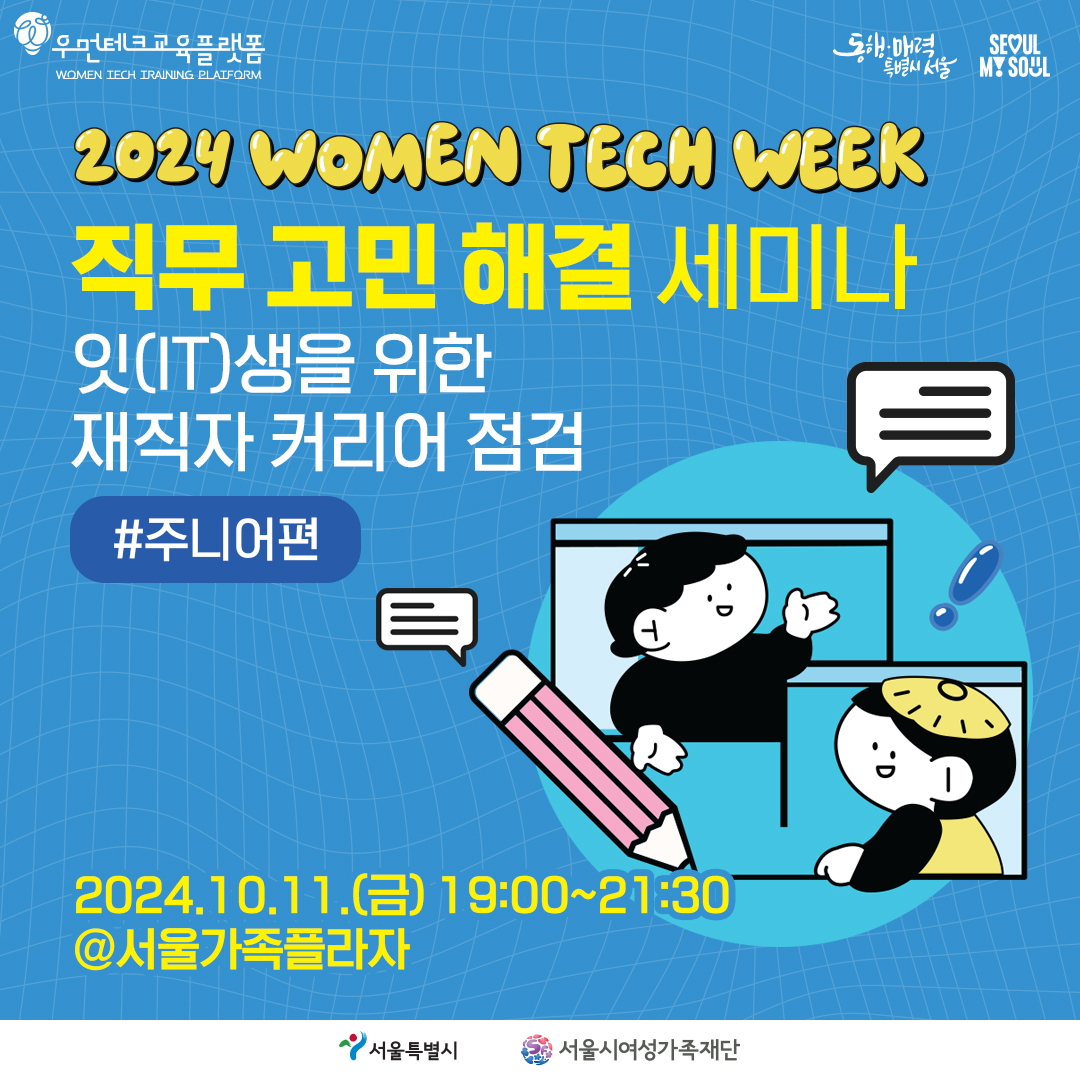 우먼테크교육플랫폼
WOMEN TECH TRAINING PLATFORM
동행·매력
특별시 서울
SEOUL
MY SOUL
2024 WOMEN TECH WEEK
직무 고민 해결 세미나
잇(IT)생을 위한
재직자 커리어 점검
#주니어편
2024.10.11.(금) 19:00~21:30
@서울가족플라자
서울특별시
서울시여성가족재단